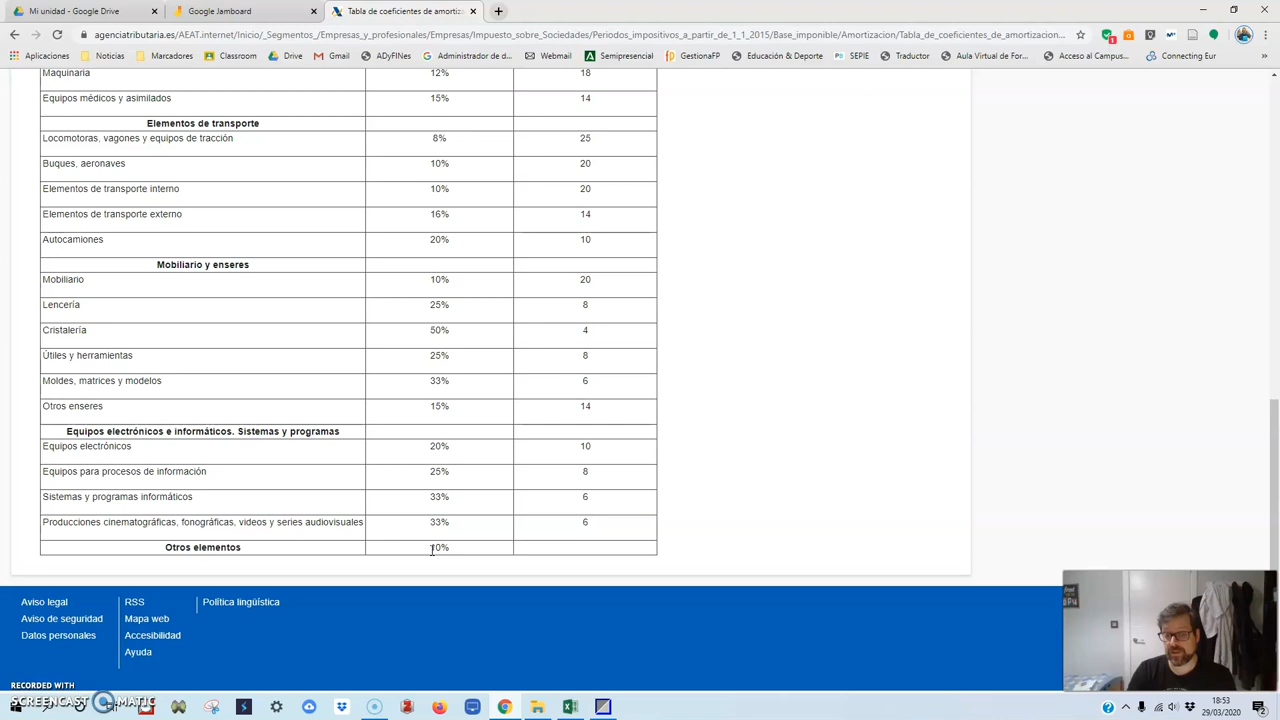 Mi unidad - Google Drive
Google Jamboard
Tabla de coeficientes de amortiza
agenciatributaria.es/AEAT.internet/Inicio/_Segmentos_/Empresas_y_profesionales/Empresas/Impuesto_sobre_Sociedades/Periodos_impositivos_a_partir_de_1_1_2015/Base_imponible/Amortizacion/Tabla_de_coeficientes_de_amortizacion...
Aplicaciones Noticias Marcadores Classroom Drive Gmail ADyFINet Administrador de... Webmail Semipresencial GestionaFP Educación & Deporte SEPIE Traductor Aula Virtual de For... Acceso al Campus... Connecting Eur
Maquinaria 12% 18
Equipos médicos y asimilados 15% 14
Elementos de transporte
Locomotoras, vagones y equipos de tracción 8% 25
Buques, aeronaves 10% 20
Elementos de transporte interno 10% 20
Elementos de transporte externo 16% 14
Autocamiones 20% 10
Mobiliario y enseres
Mobiliario 10% 20
Lencería 25% 8
Cristalería 50% 4
Útiles y herramientas 25% 8
Moldes, matrices y modelos 33% 6
Otros enseres 15% 14
Equipos electrónicos e informáticos. Sistemas y programas
Equipos electrónicos 20% 10
Equipos para procesos de información 25% 8
Sistemas y programas informáticos 33% 6
Producciones cinematográficas, fonográficas, videos y series audiovisuales 33% 6
Otros elementos 10%
Aviso legal RSS Política lingüística
Aviso de seguridad Mapa web
Datos personales Accesibilidad
Ayuda
RECORDED WITH
SCREENCAST MATIC
18:53
29/03/2020